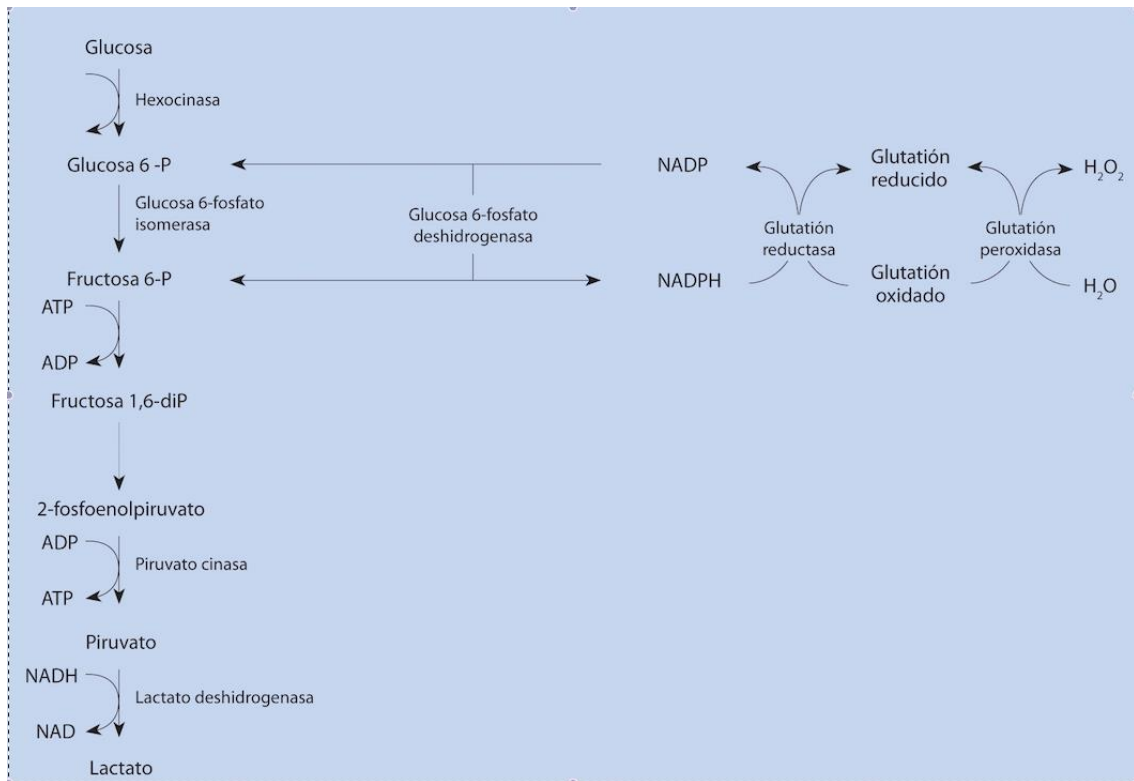 Glucosa
Hexocinasa
Glucosa 6 -P
Glucosa 6-fosfato
isomerasa
Fructosa 6-P
ATP
ADP
Fructosa 1,6-diP
2-fosfoenolpiruvato
ADP
Piruvato cinasa
ATP
Piruvato
NADH
Lactato deshidrogenasa
NAD
Lactato
Glucosa 6-fosfato
deshidrogenasa
NADP
NADPH
Glutatión
reductasa
Glutatión
reducido
Glutatión
oxidado
Glutatión
peroxidasa
H₂O₂
H₂O